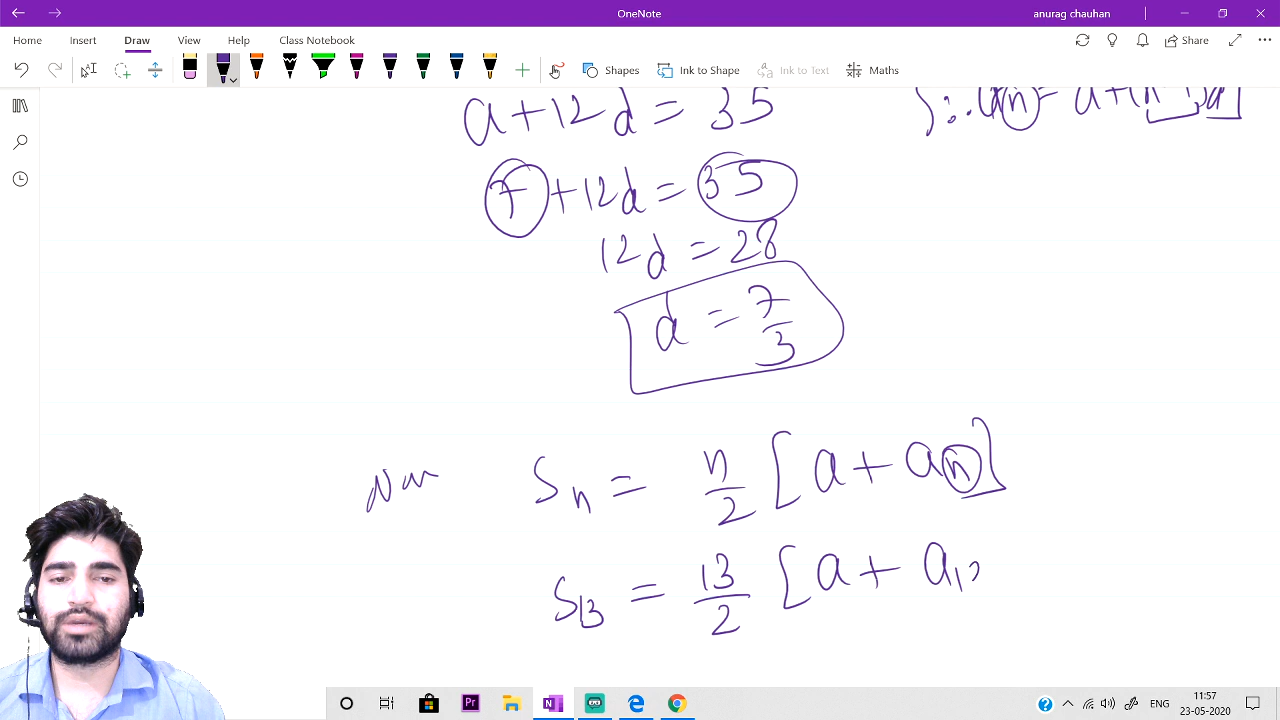 OneNote
anurag chauhan
Home Insert Draw View Help Class Notebook
Share
Shapes
Ink to Shape
Ink to Text
Maths
a+12d = 35
7+12d = 35
12d = 28
d = 7/3
Sn = n/2 [a + an]
S13 = 13/2 [a + a1
Pr
N
ENG
11:57
23-05-2020